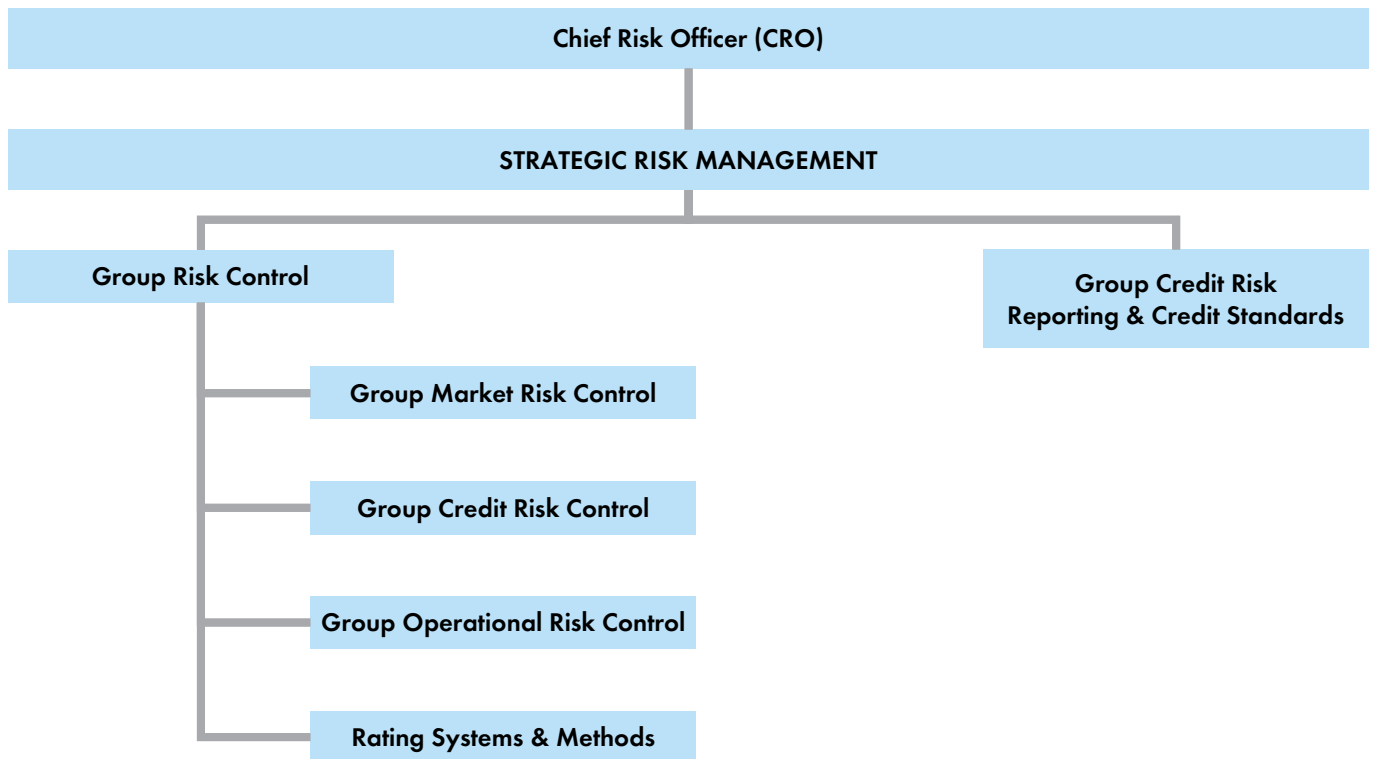 Chief Risk Officer (CRO)
STRATEGIC RISK MANAGEMENT
Group Risk Control
Group Credit Risk
Reporting & Credit Standards
Group Market Risk Control
Group Credit Risk Control
Group Operational Risk Control
Rating Systems & Methods